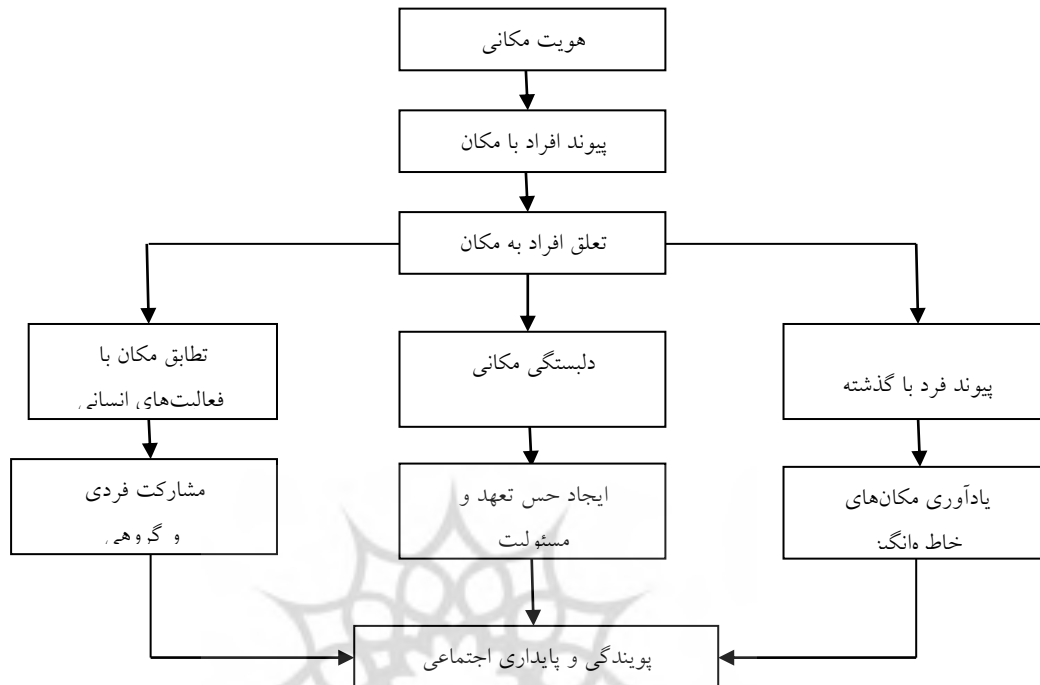 هویت مکانی
پیوند افراد با مکان
تعلق افراد به مکان
پیوند فرد با گذشته
دلبستگی مکانی
تطابق مکان با
فعالیت‌های انسانی
یادآوری مکان‌های
خاطره‌انگیز
ایجاد حس تعهد و
مسئولیت
مشارکت فردی
و گروهی
پویندگی و پایداری اجتماعی